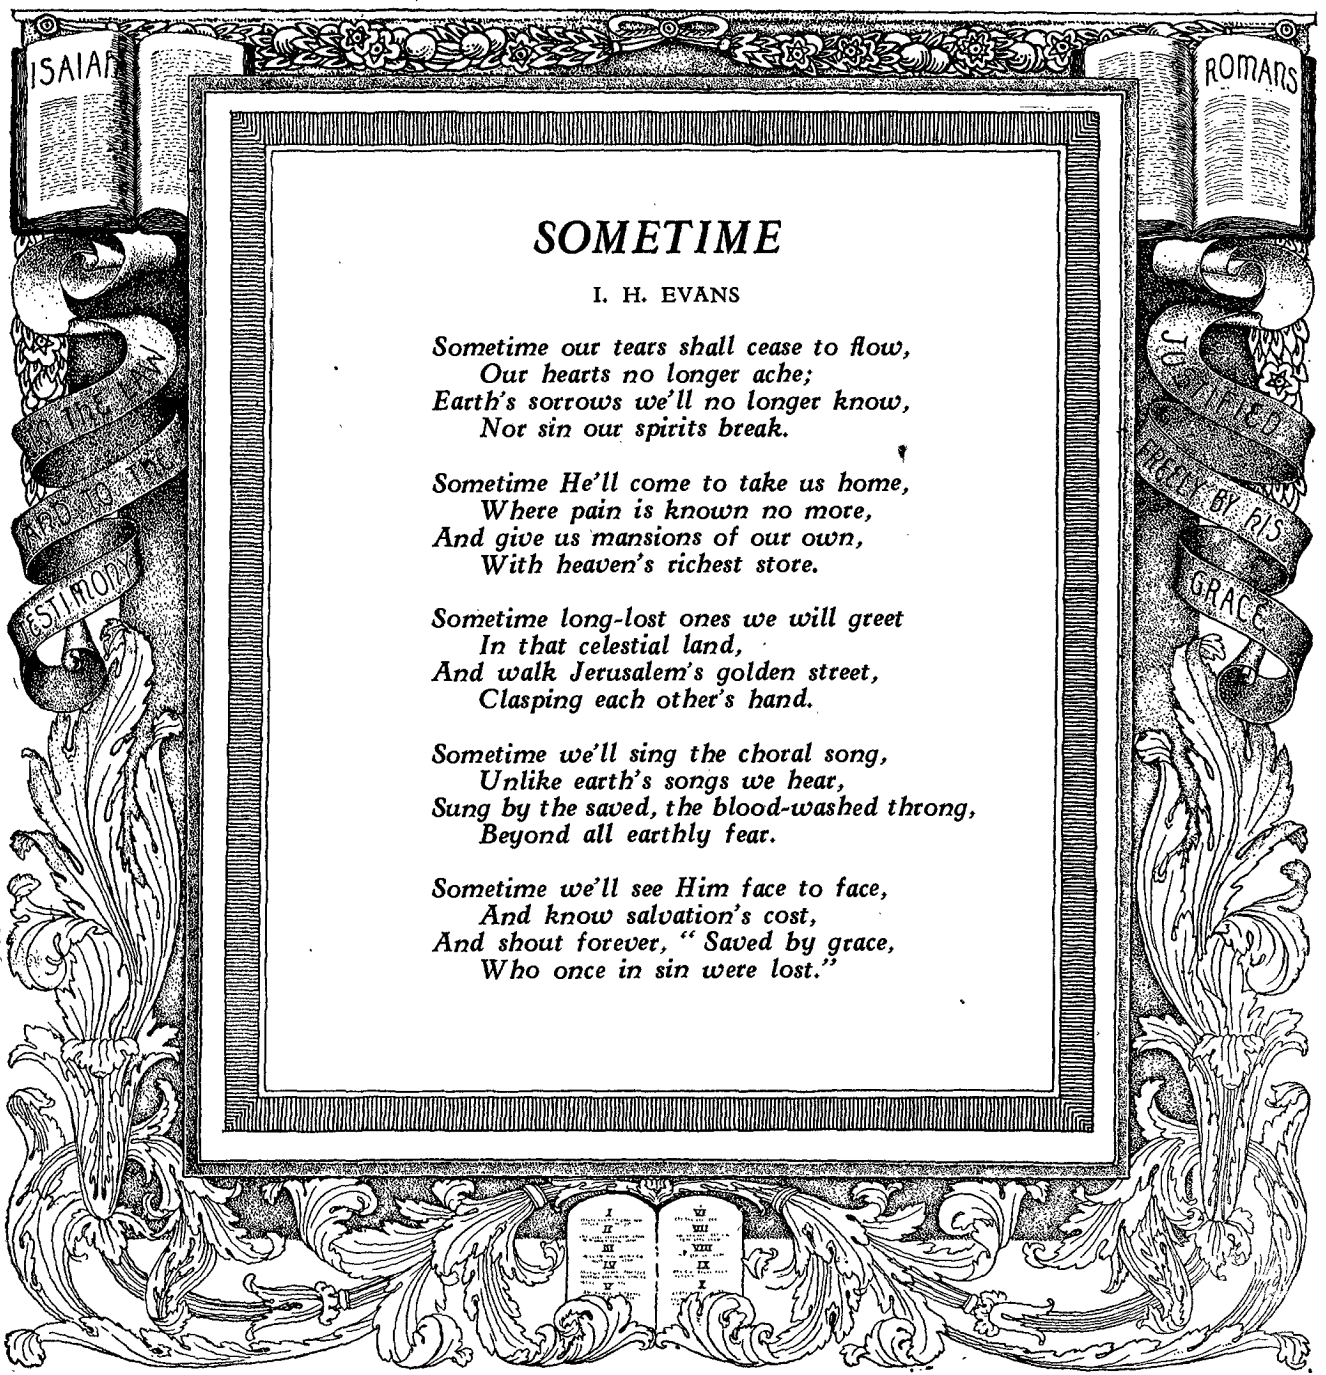 ISAIAH
ROMANS
SOMETIME
I. H. EVANS
Sometime our tears shall cease to flow,
Our hearts no longer ache;
Earth's sorrows we'll no longer know,
Nor sin our spirits break.
Sometime He'll come to take us home,
Where pain is known no more,
And give us mansions of our own,
With heaven's richest store.
Sometime long-lost ones we will greet
In that celestial land,
And walk Jerusalem's golden street,
Clasping each other's hand.
Sometime we'll sing the choral song,
Unlike earth's songs we hear,
Sung by the saved, the blood-washed throng,
Beyond all earthly fear.
Sometime we'll see Him face to face,
And know salvation's cost,
And shout forever, "Saved by grace,
Who once in sin were lost."
TO THE LAW
AND TO THE
TESTIMONY
JUSTIFIED
FREELY BY HIS
GRACE
I
II
III
IV
V
VI
VII
VIII
IX
X